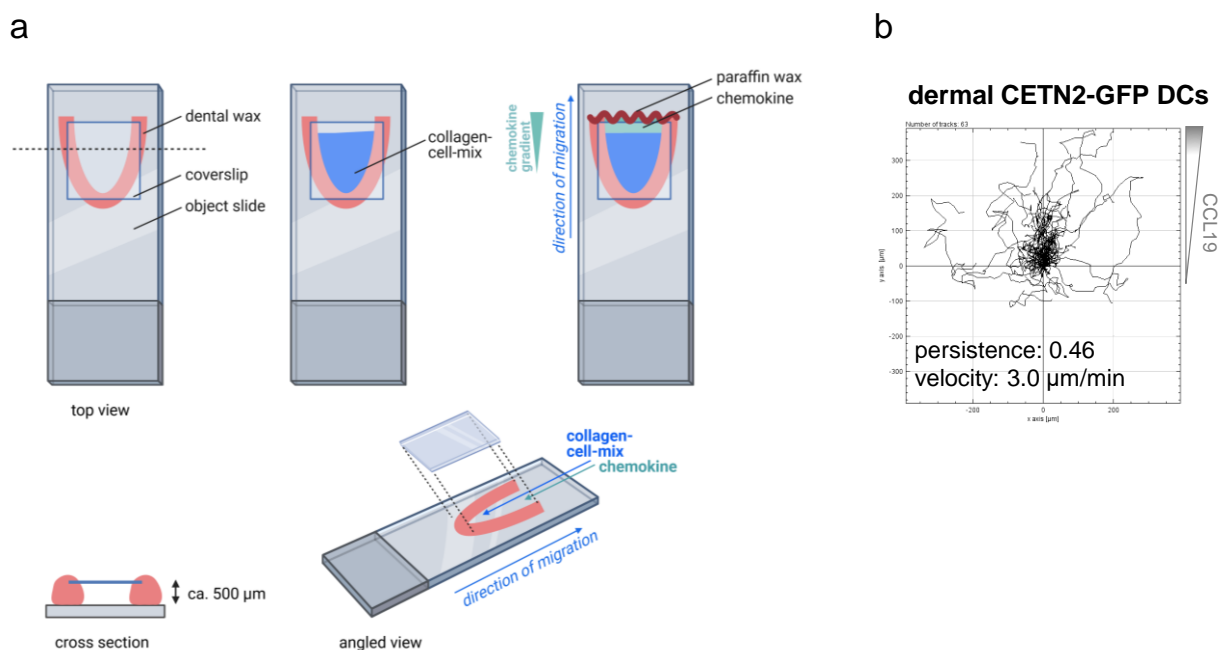 a
dental wax
coverslip
object slide
top view
collagen-
cell-mix
chemokine
gradient
direction of migration
paraffin wax
chemokine
ca. 500 µm
cross section
collagen-
cell-mix
chemokine
direction of migration
angled view
b
dermal CETN2-GFP DCs
Number of tracks: 63
300
200
100
0
-100
-200
-300
y axis [µm]
-200
0
200
x axis [µm]
persistence: 0.46
velocity: 3.0 µm/min
CCL19